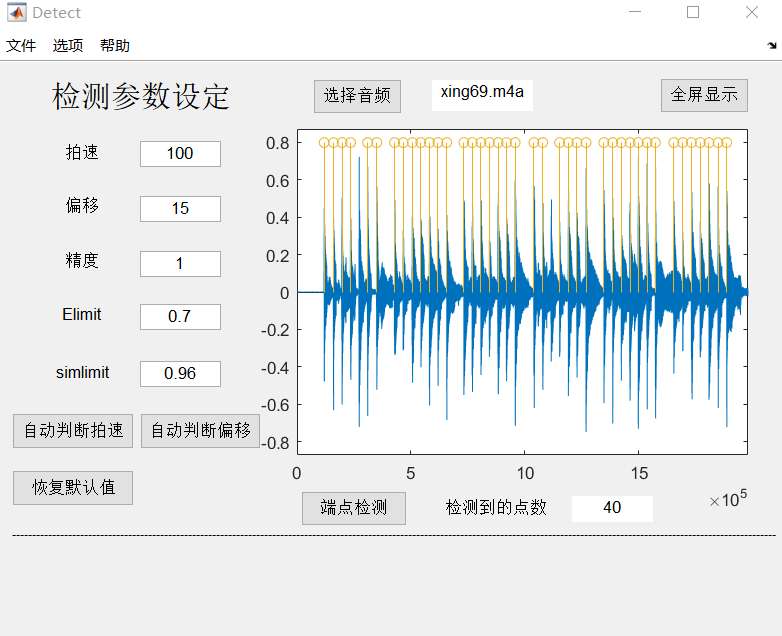 Detect
文件 选项 帮助
检测参数设定
选择音频 xing69.m4a 全屏显示
拍速 100
偏移 15
精度 1
Elimit 0.7
simlimit 0.96
自动判断拍速 自动判断偏移
恢复默认值
0.8
0.6
0.4
0.2
0
-0.2
-0.4
-0.6
-0.8
0 5 10 15
×10^5
端点检测 检测到的点数 40